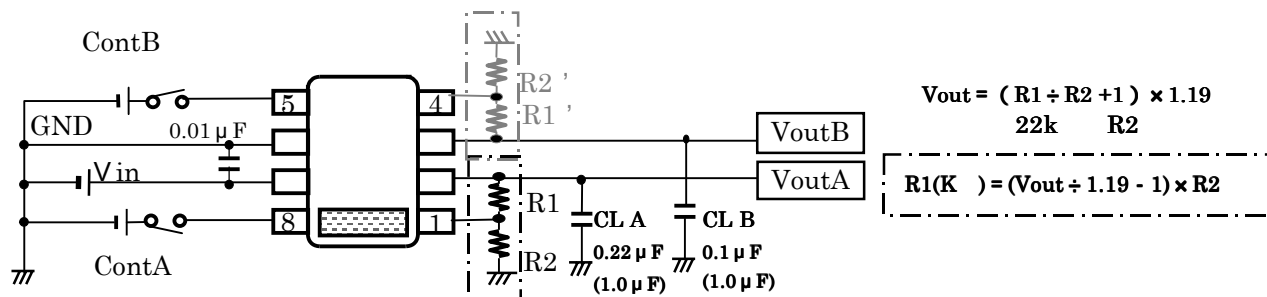 ContB
5
4
R2 '
R1 '
GND
0.01 µ F
Vin
8
1
ContA
R1
R2
CL A
0.22 µ F
(1.0 µ F)
CL B
0.1 µ F
(1.0 µ F)
VoutB
VoutA
Vout = ( R1 ÷ R2 +1 ) × 1.19
22k R2
R1(K ) = (Vout ÷ 1.19 - 1) × R2